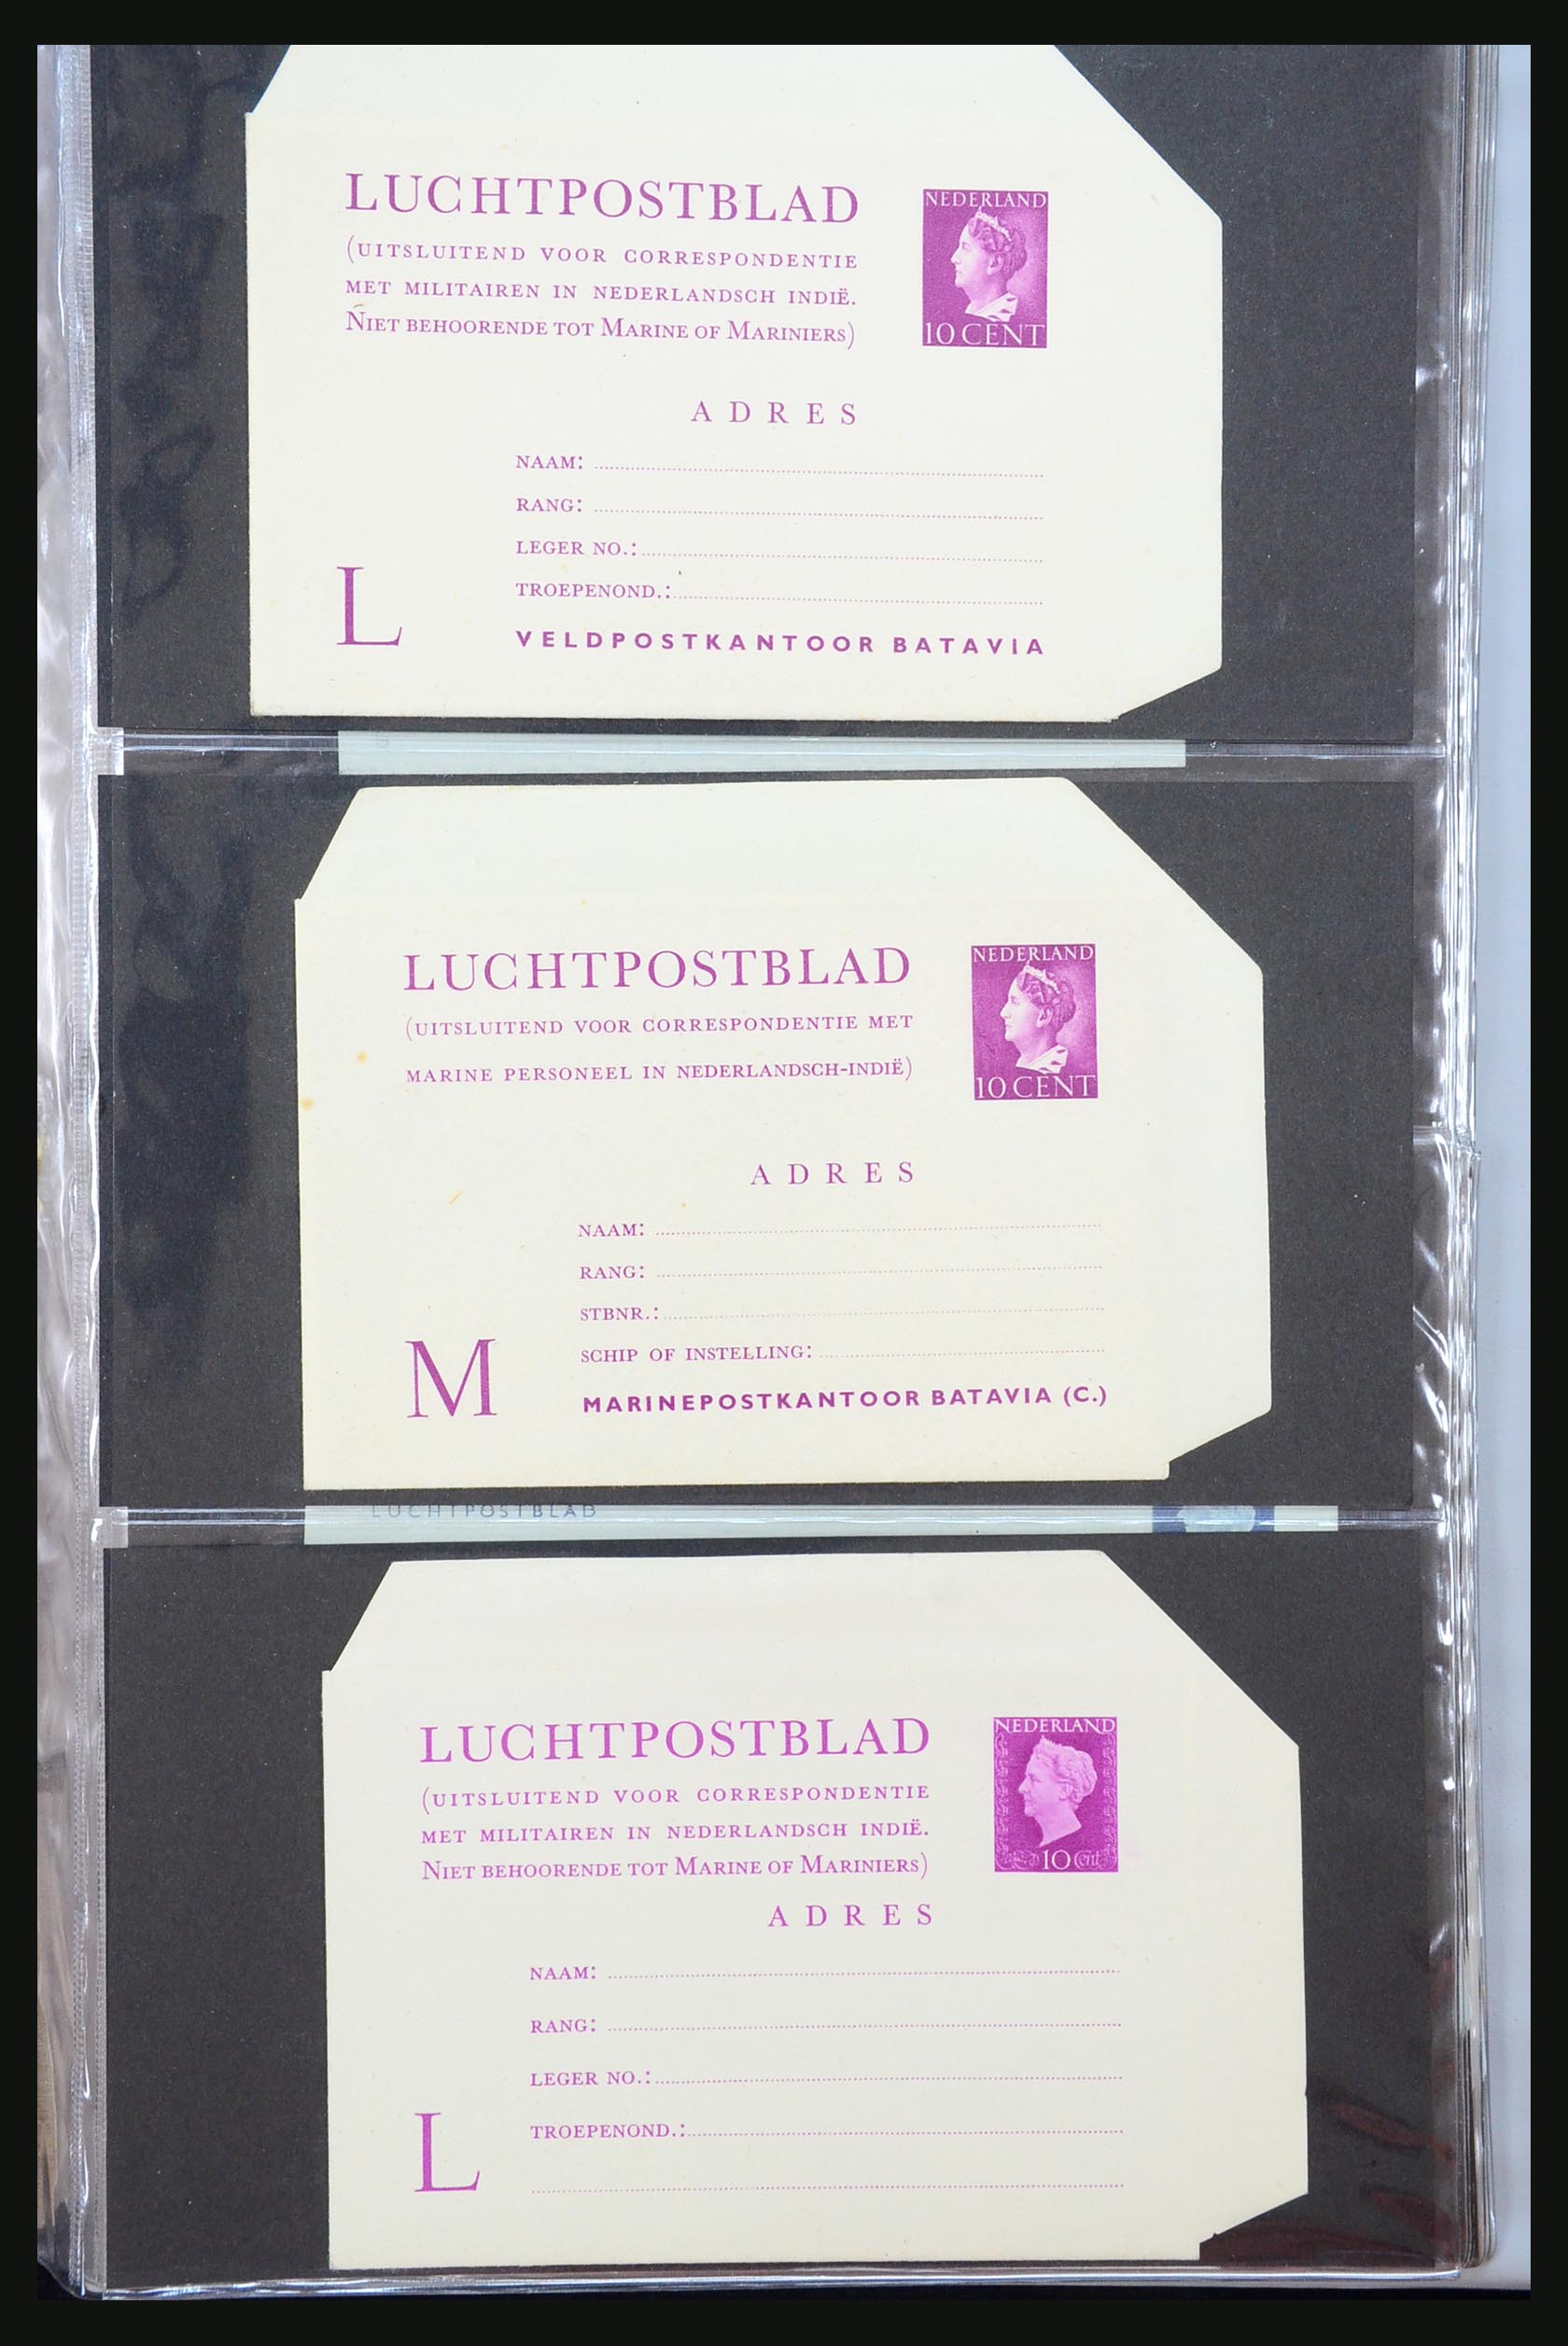 LUCHTPOSTBLAD
(UITSLUITEND VOOR CORRESPONDENTIE
MET MILITAIREN IN NEDERLANDSCH INDIË.
NIET BEHOORENDE TOT MARINE OF MARINIERS)
NEDERLAND
10 CENT
ADRES
NAAM:
RANG:
LEGER NO.:
TROEPENOND.:
L
VELDPOSTKANTOOR BATAVIA
LUCHTPOSTBLAD
(UITSLUITEND VOOR CORRESPONDENTIE MET
MARINE PERSONEEL IN NEDERLANDSCH-INDIË)
NEDERLAND
10 CENT
ADRES
NAAM:
RANG:
STBNR.:
SCHIP OF INSTELLING:
M
MARINEPOSTKANTOOR BATAVIA (C.)
LUCHTPOSTBLAD
LUCHTPOSTBLAD
(UITSLUITEND VOOR CORRESPONDENTIE
MET MILITAIREN IN NEDERLANDSCH INDIË.
NIET BEHOORENDE TOT MARINE OF MARINIERS)
NEDERLAND
10 Cent
ADRES
NAAM:
RANG:
LEGER NO.:
TROEPENOND.:
L